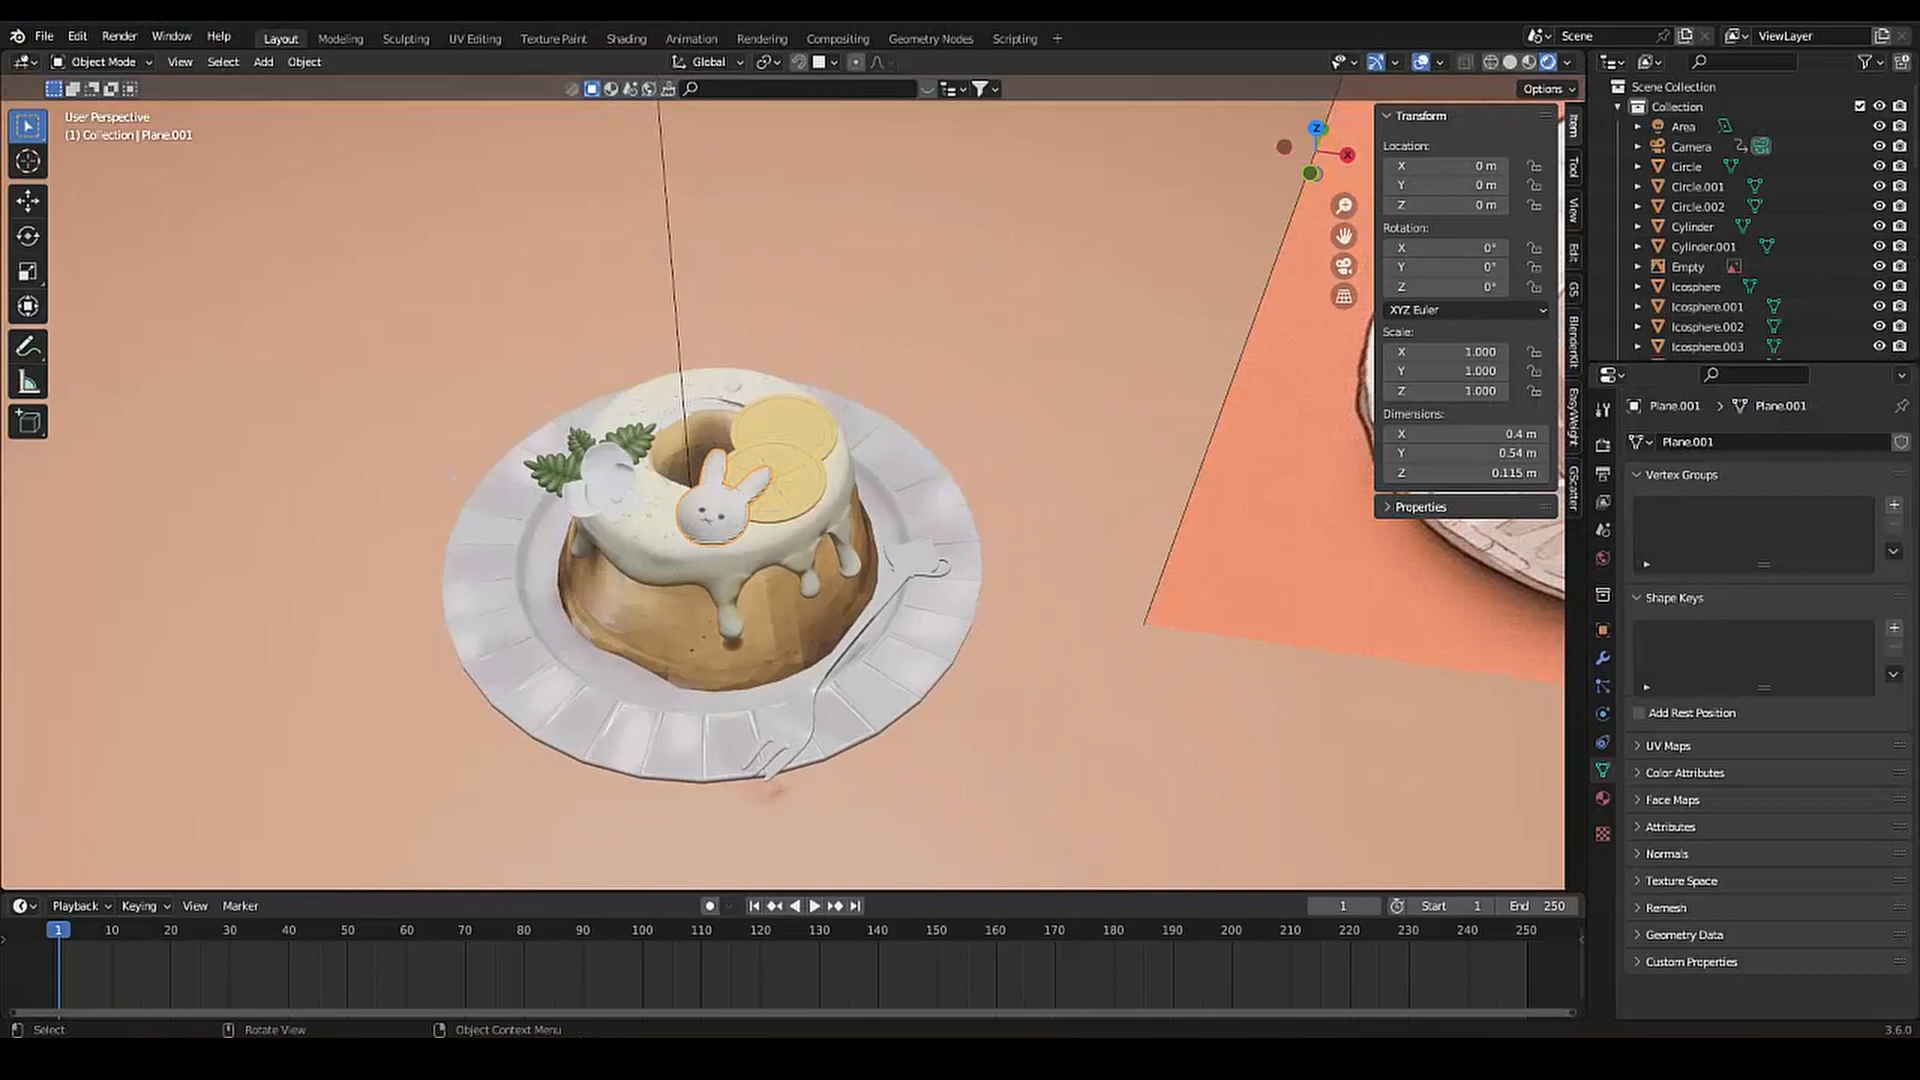 File Edit Render Window Help Layout Modeling Sculpting UV Editing Texture Paint Shading Animation Rendering Compositing Geometry Nodes Scripting + Scene ViewLayer
Object Mode View Select Add Object Global
Options
User Perspective
(1) Collection | Plane.001
Transform
Location:
X 0 m
Y 0 m
Z 0 m
Rotation:
X 0°
Y 0°
Z 0°
XYZ Euler
Scale:
X 1.000
Y 1.000
Z 1.000
Dimensions:
X 0.4 m
Y 0.54 m
Z 0.115 m
Properties
Item
Tool
View
Edit
GS
BlenderKit
EasyWeight
GScatter
Z
X
Scene Collection
Collection
Area
Camera
Circle
Circle.001
Circle.002
Cylinder
Cylinder.001
Empty
Icosphere
Icosphere.001
Icosphere.002
Icosphere.003
Plane.001 > Plane.001
Plane.001
Vertex Groups
Shape Keys
Add Rest Position
UV Maps
Color Attributes
Face Maps
Attributes
Normals
Texture Space
Remesh
Geometry Data
Custom Properties
Playback Keying View Marker 1 Start 1 End 250
1 10 20 30 40 50 60 70 80 90 100 110 120 130 140 150 160 170 180 190 200 210 220 230 240 250
Select Rotate View Object Context Menu 3.6.0